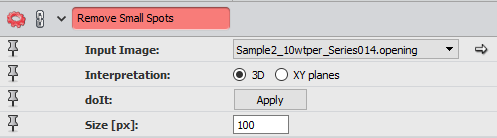 Remove Small Spots
Input Image: Sample2_10wtper_Series014.opening
Interpretation: 3D XY planes
doIt: Apply
Size [px]: 100